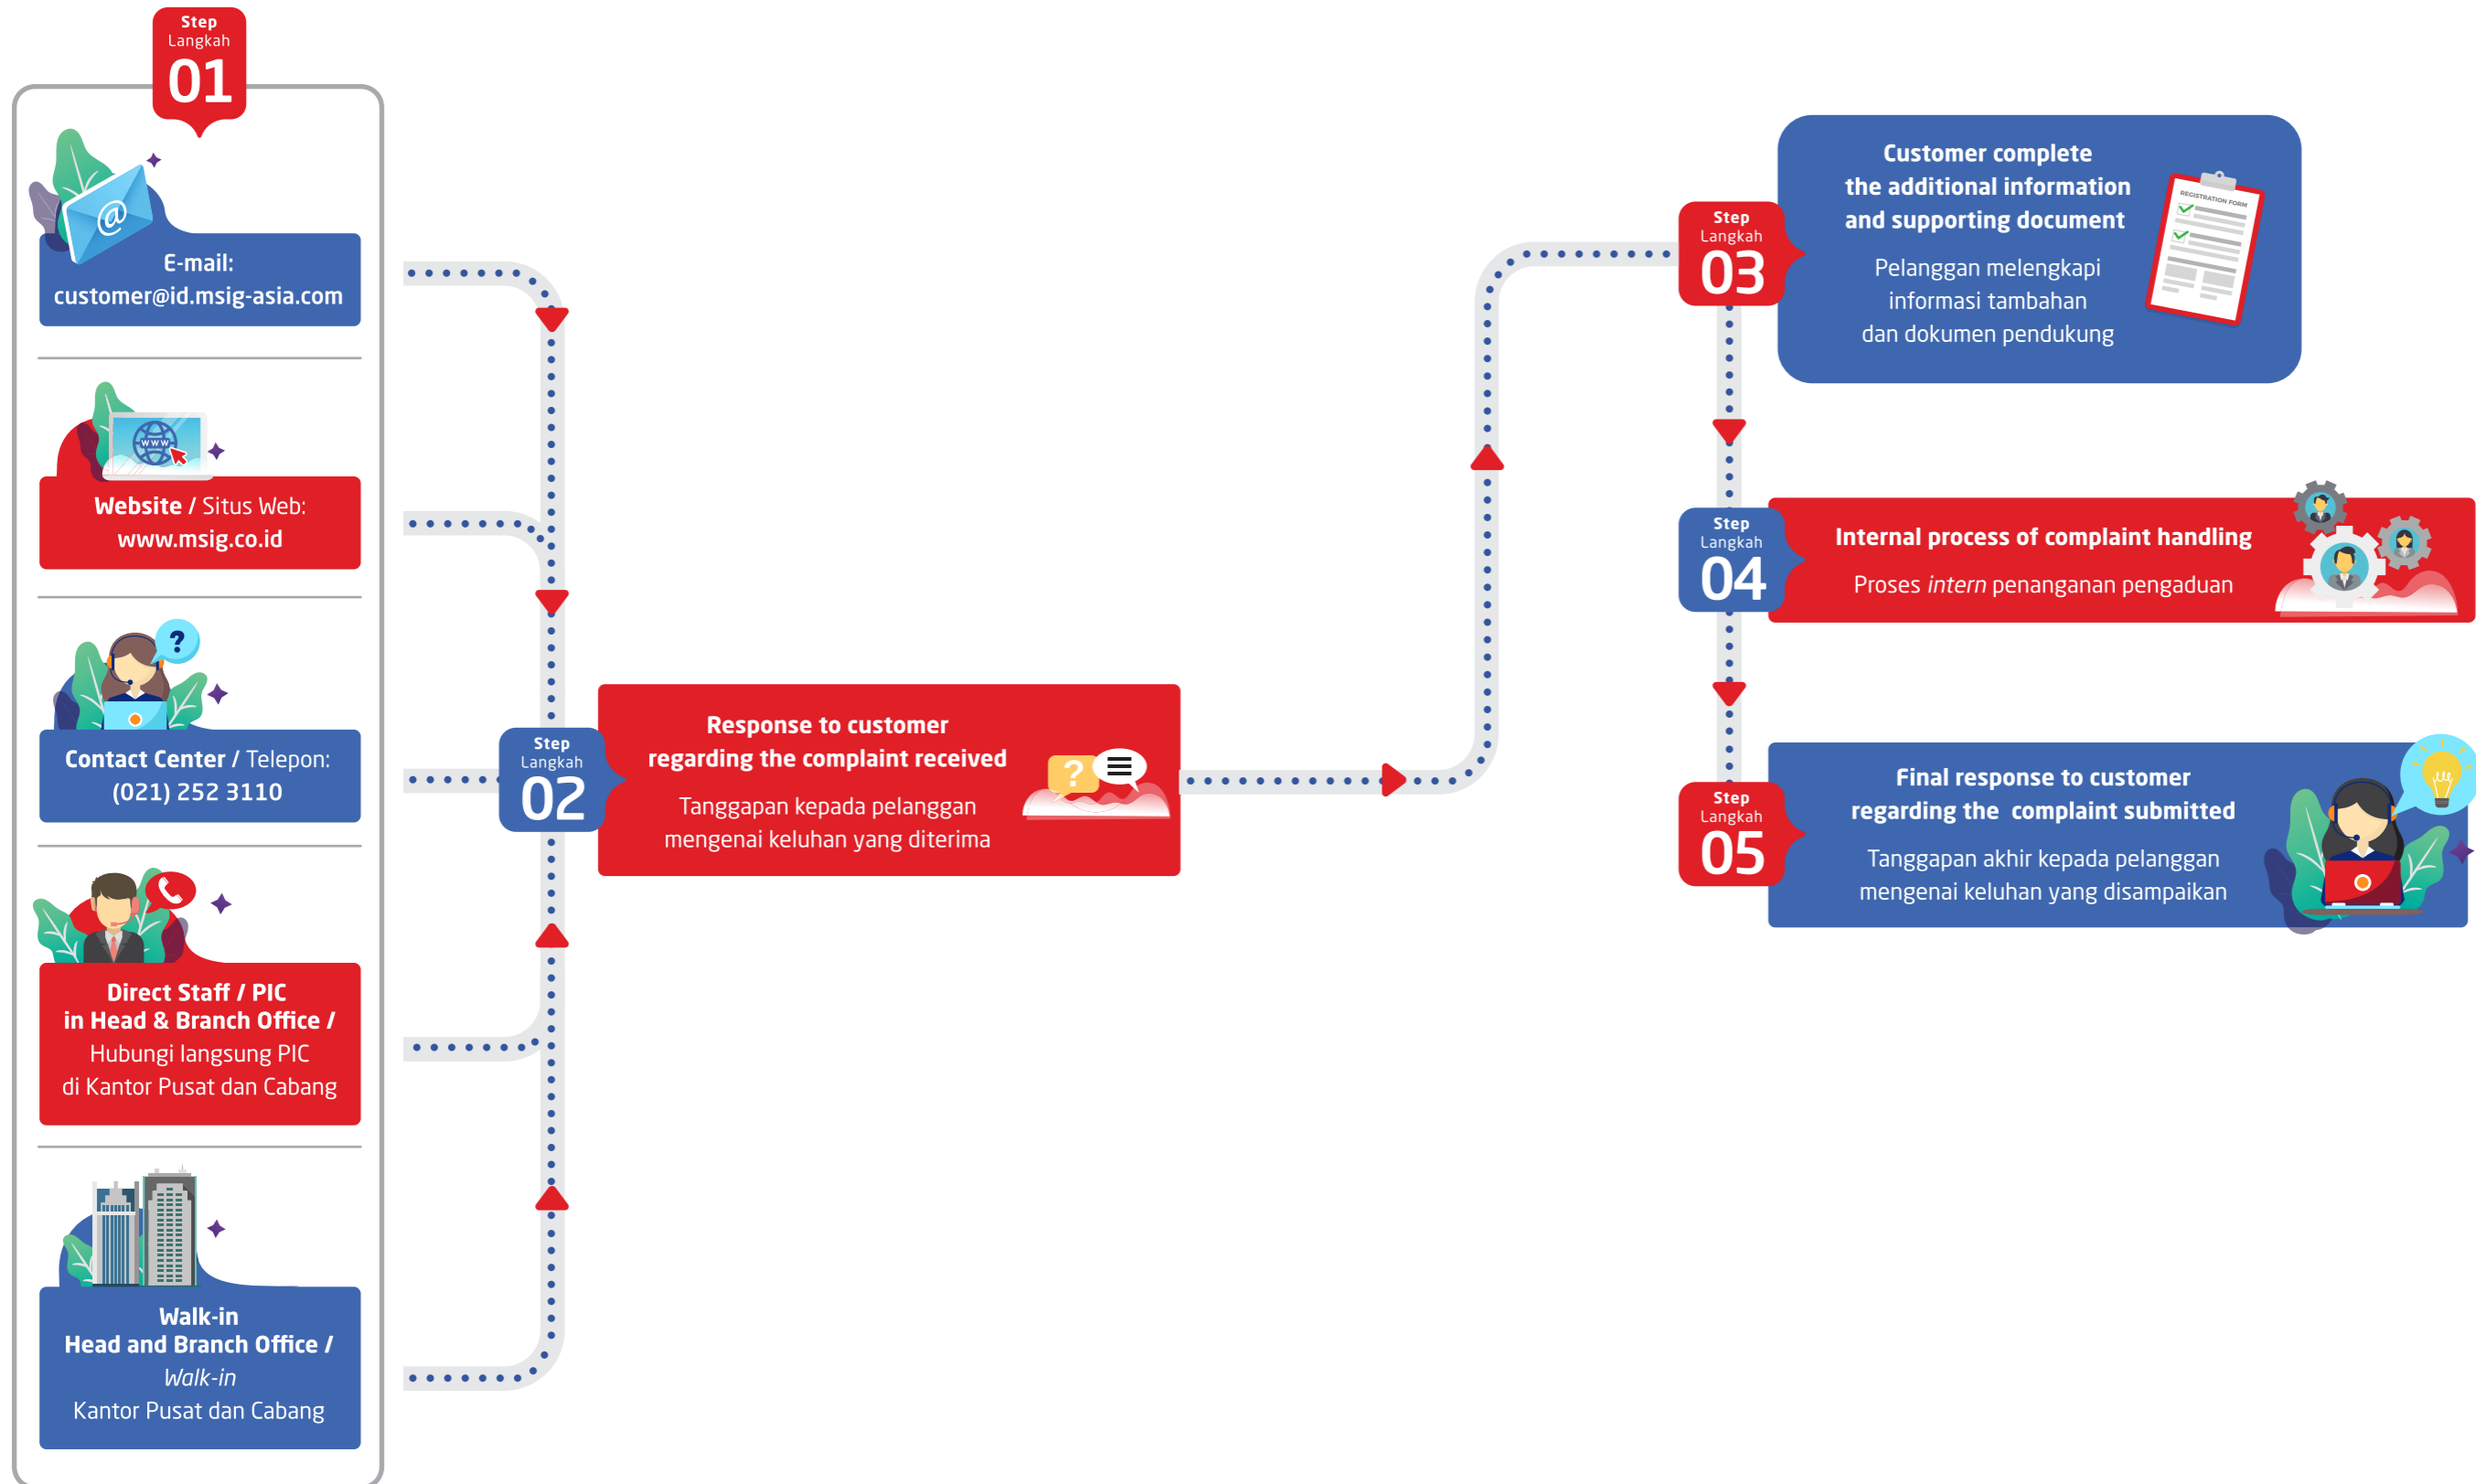 Step
Langkah
01
@
E-mail:
customer@id.msig-asia.com
WWW
Website / Situs Web:
www.msig.co.id
?
Contact Center / Telepon:
(021) 252 3110
Direct Staff / PIC
in Head & Branch Office /
Hubungi langsung PIC
di Kantor Pusat dan Cabang
Walk-in
Head and Branch Office /
Walk-in
Kantor Pusat dan Cabang
Step
Langkah
02
Response to customer
regarding the complaint received
Tanggapan kepada pelanggan
mengenai keluhan yang diterima
?
Step
Langkah
03
Customer complete
the additional information
and supporting document
Pelanggan melengkapi
informasi tambahan
dan dokumen pendukung
REGISTRATION FORM
Step
Langkah
04
Internal process of complaint handling
Proses intern penanganan pengaduan
Step
Langkah
05
Final response to customer
regarding the complaint submitted
Tanggapan akhir kepada pelanggan
mengenai keluhan yang disampaikan